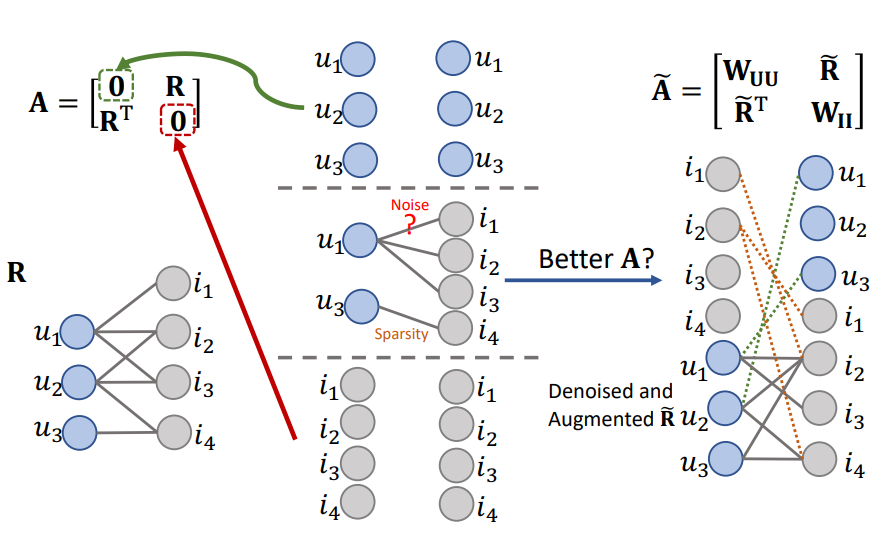 A = [0 R
R^T 0]
R
u₁
u₂
u₃
i₁
i₂
i₃
i₄
u₁ u₁
u₂ u₂
u₃ u₃
Noise
?
u₁
u₃
i₁
i₂
i₃
i₄
Sparsity
i₁ i₁
i₂ i₂
i₃ i₃
i₄ i₄
Better A?
Denoised and
Augmented R̃
Ã = [W_UU R̃
R̃^T W_II]
i₁ u₁
i₂ u₂
i₃ u₃
i₄ i₁
u₁ i₂
u₂ i₃
u₃ i₄